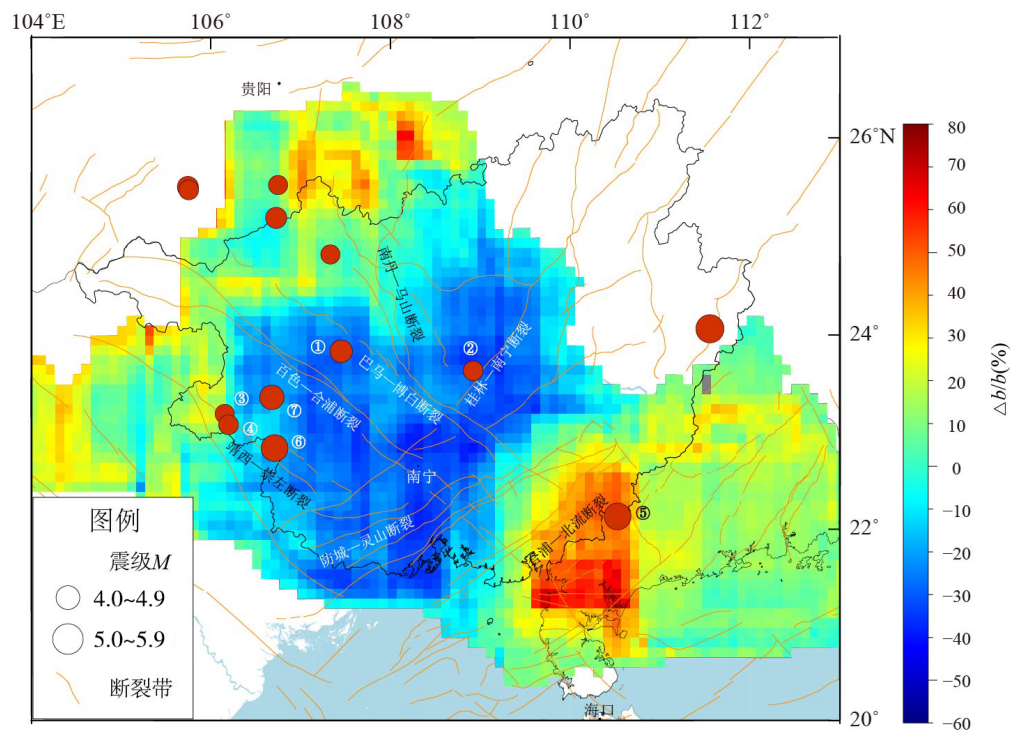 104°E
106°
108°
110°
112°
贵阳
26°N
24°
22°
20°
南丹—马山断裂
①
②
巴马—博白断裂
桂林—南宁断裂
百色—合浦断裂
③
⑦
④
⑥
靖西—崇左断裂
南宁
防城—灵山断裂
合浦—北流断裂
⑤
海口
图例
震级M
4.0~4.9
5.0~5.9
断裂带
80
70
60
50
40
30
20
10
0
−10
−20
−30
−40
−50
−60
△b/b(%)